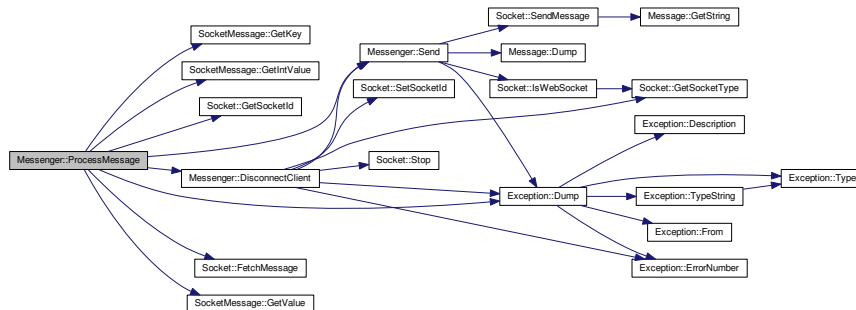 Socket::SendMessage
Message::GetString
SocketMessage::GetKey
Messenger::Send
Message::Dump
SocketMessage::GetIntValue
Socket::SetSocketId
Socket::IsWebSocket
Socket::GetSocketType
Socket::GetSocketId
Exception::Description
Messenger::ProcessMessage
Socket::Stop
Messenger::DisconnectClient
Exception::Type
Exception::Dump
Exception::TypeString
Exception::From
Socket::FetchMessage
Exception::ErrorNumber
SocketMessage::GetValue